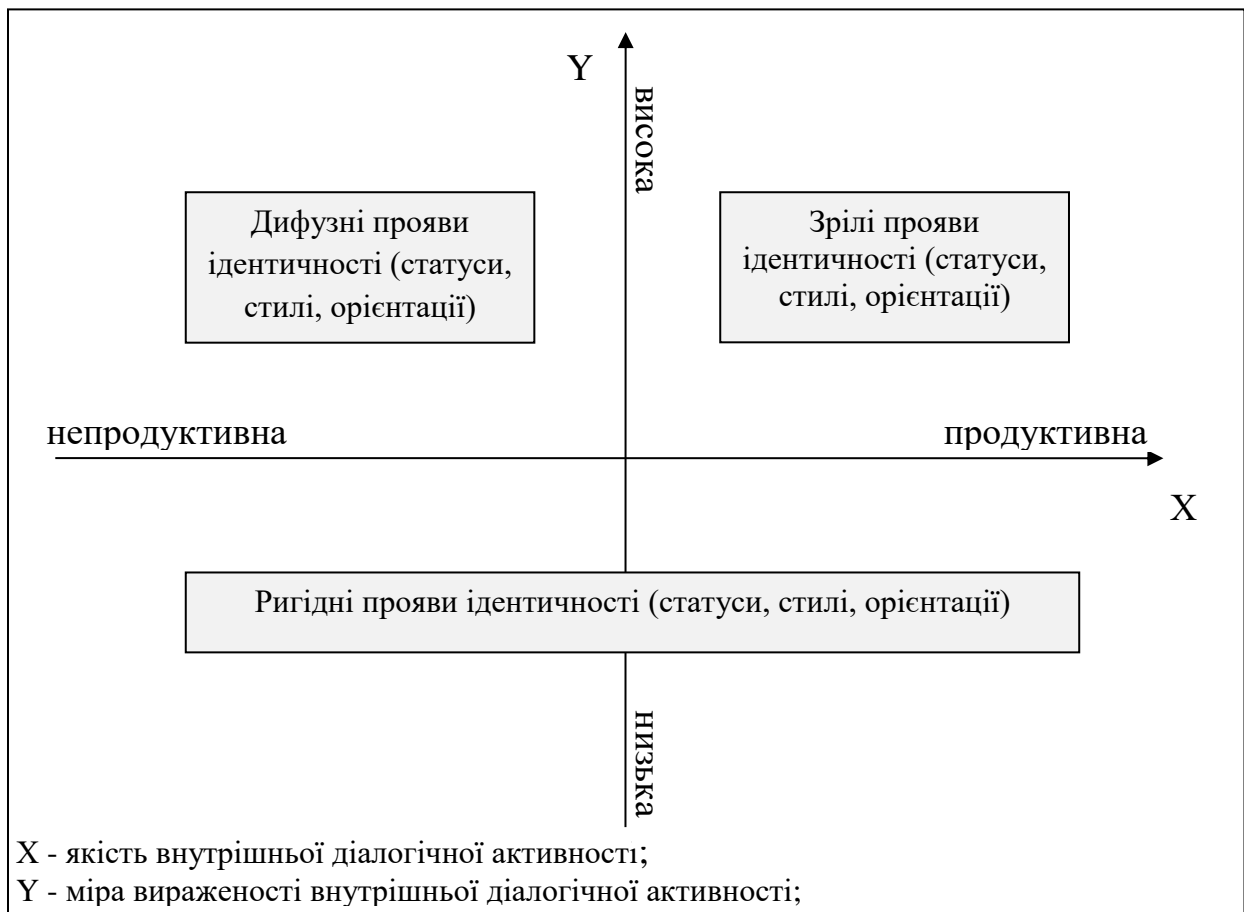 Y
висока
Дифузні прояви
ідентичності (статуси,
стилі, орієнтації)
Зрілі прояви
ідентичності (статуси,
стилі, орієнтації)
непродуктивна
продуктивна
X
Ригідні прояви ідентичності (статуси, стилі, орієнтації)
низька
X - якість внутрішньої діалогічної активності;
Y - міра вираженості внутрішньої діалогічної активності;